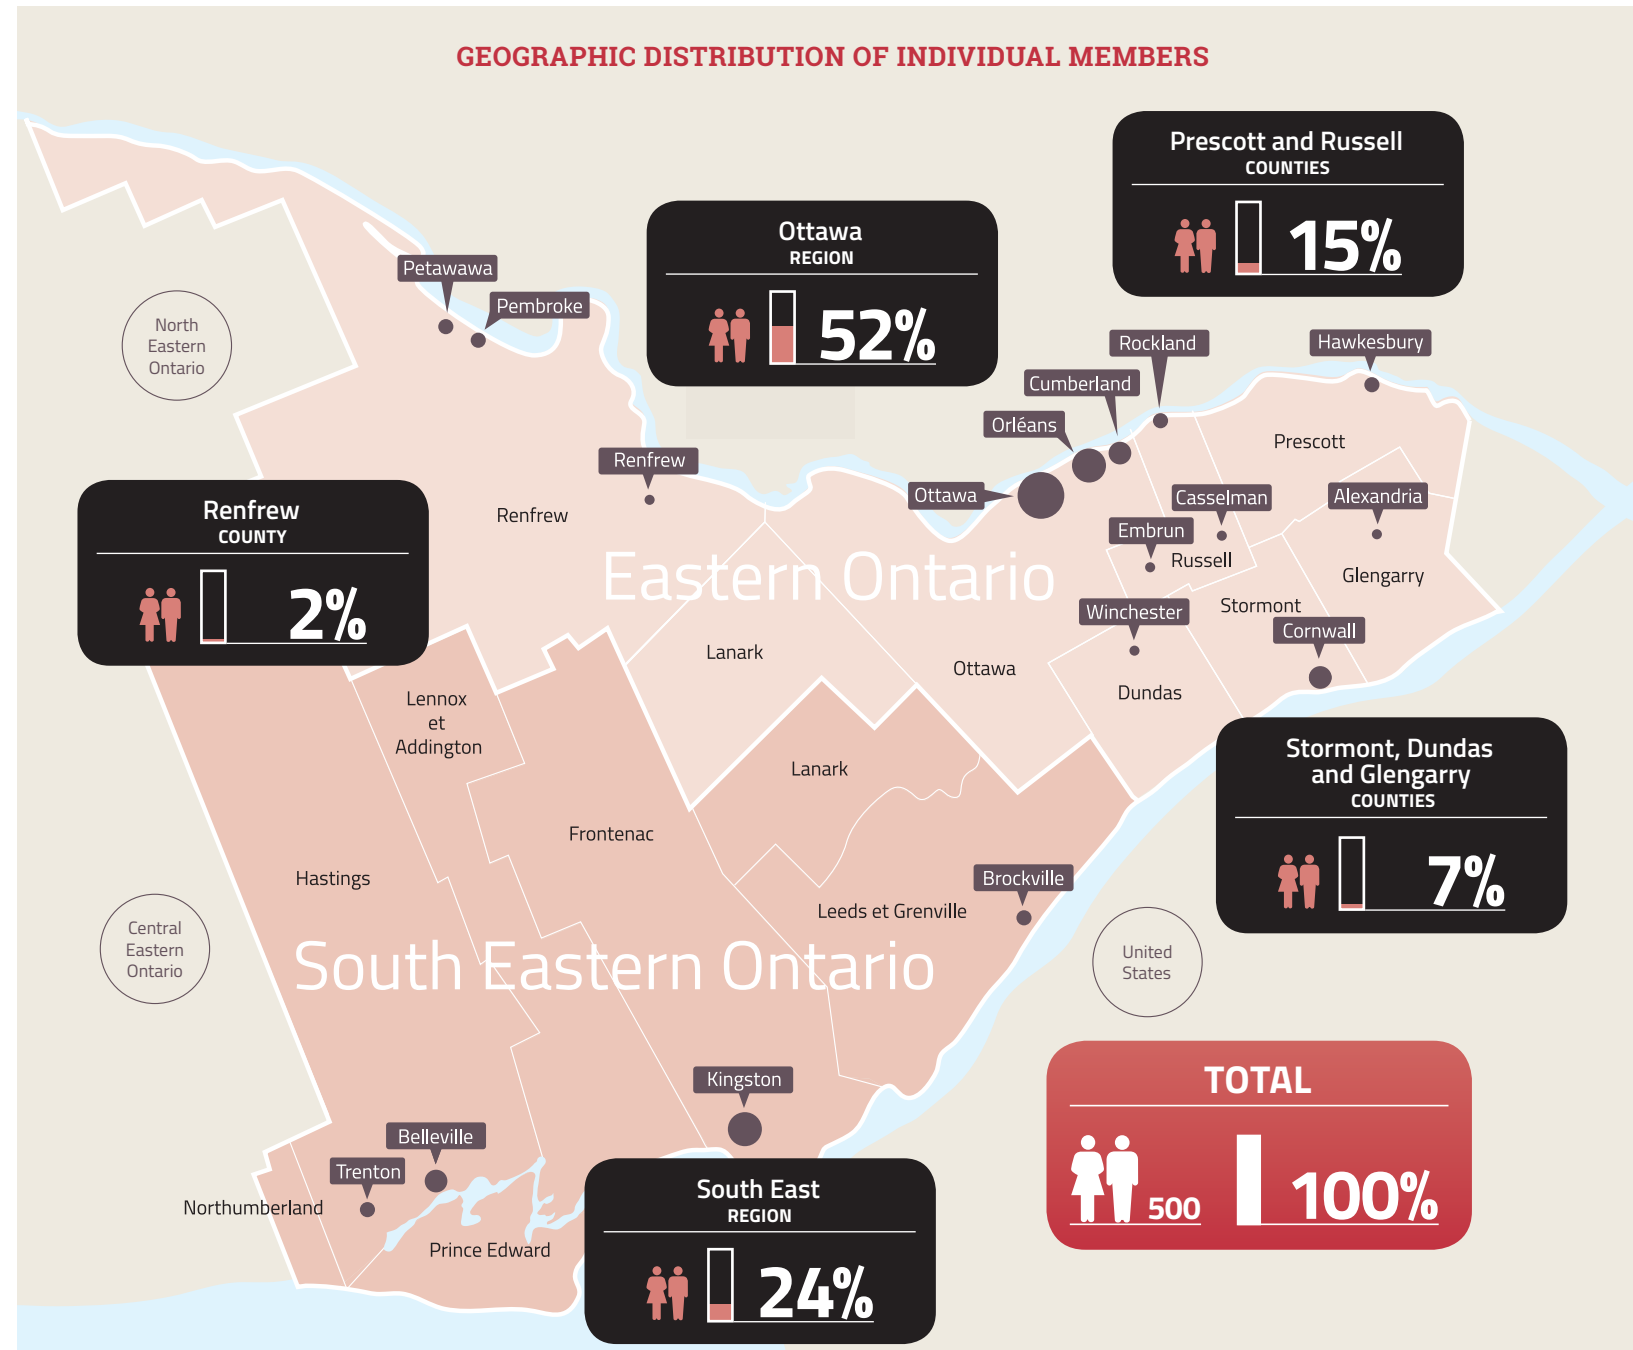 GEOGRAPHIC DISTRIBUTION OF INDIVIDUAL MEMBERS
Prescott and Russell
COUNTIES
15%
Ottawa
REGION
52%
Petawawa
Pembroke
North
Eastern
Ontario
Rockland
Hawkesbury
Cumberland
Orléans
Prescott
Renfrew
Ottawa
Casselman
Alexandria
Renfrew
COUNTY
2%
Renfrew
Embrun
Russell
Glengarry
Eastern Ontario
Winchester
Stormont
Cornwall
Lanark
Ottawa
Dundas
Lennox
et
Addington
Stormont, Dundas
and Glengarry
COUNTIES
7%
Lanark
Frontenac
Hastings
Brockville
Leeds et Grenville
Central
Eastern
Ontario
South Eastern Ontario
United
States
Kingston
TOTAL
500
100%
Belleville
Trenton
Northumberland
Prince Edward
South East
REGION
24%